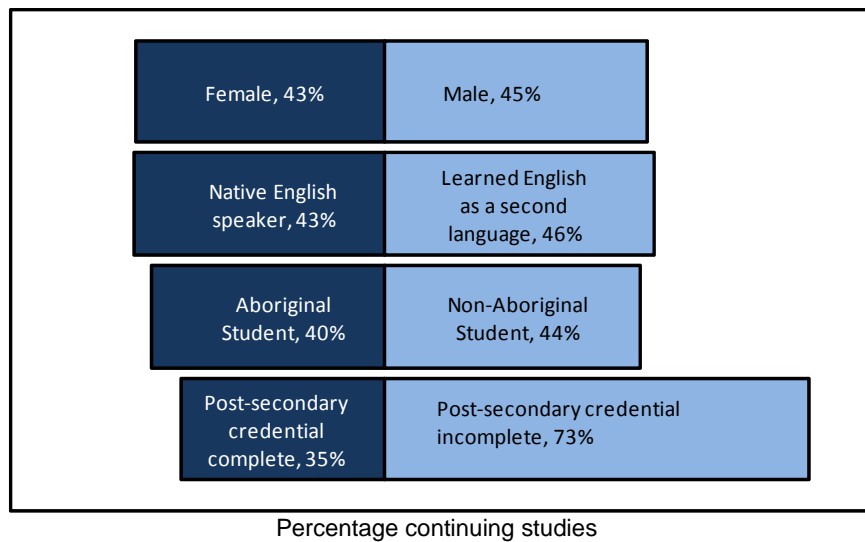 Female, 43%
Male, 45%
Native English
speaker, 43%
Learned English
as a second
language, 46%
Aboriginal
Student, 40%
Non-Aboriginal
Student, 44%
Post-secondary
credential
complete, 35%
Post-secondary credential
incomplete, 73%
Percentage continuing studies